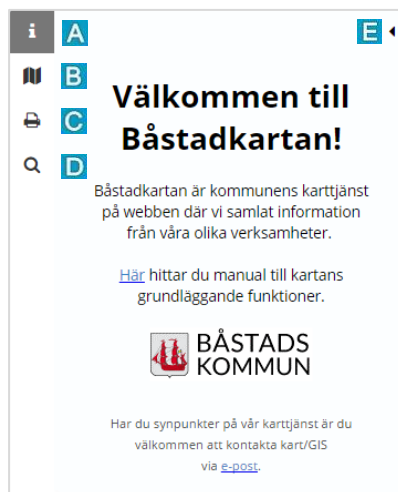 i A E
B
C
D
Välkommen till
Båstadkartan!
Båstadkartan är kommunens karttjänst
på webben där vi samlat information
från våra olika verksamheter.
Här hittar du manual till kartans
grundläggande funktioner.
BÅSTADS
KOMMUN
Har du synpunkter på vår karttjänst är du
välkommen att kontakta kart/GIS
via e-post.